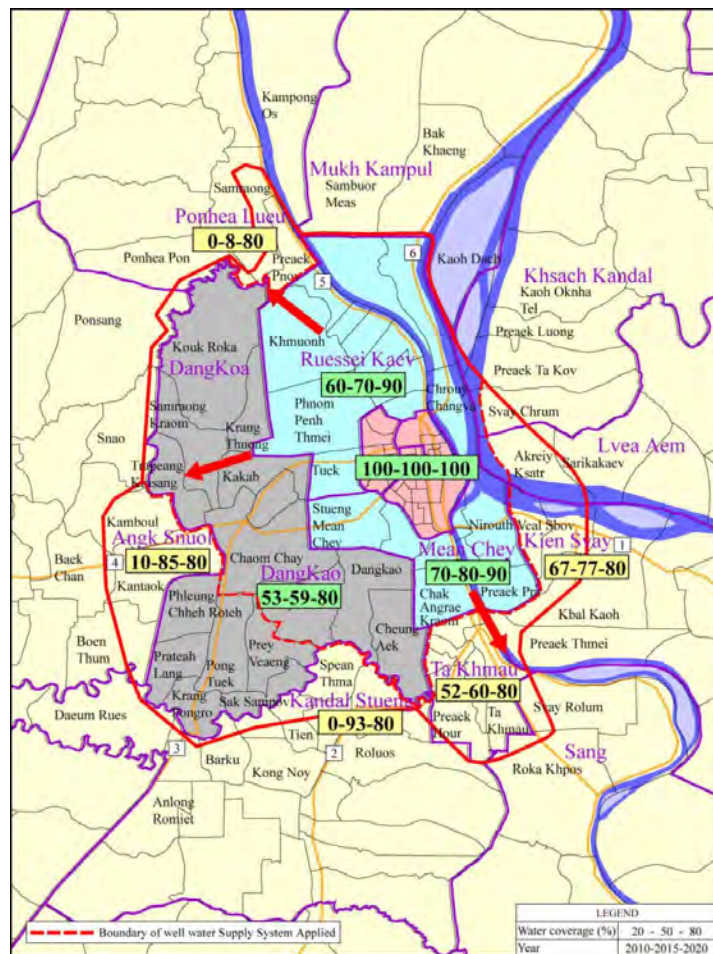 Kampong
Os
Bak
Khaeng
Mukh Kampul
Sambuor
Meas
Samraong
Ponhea Lueu
0-8-80
Ponhea Pon
Preaek
Pnov
6
Kaoh Dach
5
Khsach Kandal
Kaoh Oknha
Tel
Ponsang
Khmuonh
Preaek Luong
Kouk Roka
Ruessei Kaev
DangKoa
60-70-90
Preaek Ta Kov
Chrouy
Changva
Svay Chrum
Phnom
Penh
Thmei
Samraong
Kraom
Krang
Thnong
Snao
Lvea Aem
Akreiy
Ksatr
Sarikakaev
Tuek
100-100-100
Kakab
Krasang
Stueng
Mean
Chey
Kamboul
Nirouth
Veal Sbov
Angk Snuol
Mean Chey
Kien Svay
1
Baek
Chan
4
10-85-80
Chaom Chay
Dangkao
70-80-90
67-77-80
Kantaok
DangKao
53-59-80
Phleung
Chheh Roteh
Chak
Angrae
Kraom
Preaek Pra
Kbal Kaoh
Cheung
Aek
Preaek Thmei
Boen
Thum
Prateah
Lang
Prey
Veaeng
Pong
Tuek
Spean
Thma
Ta Khmau
52-60-80
Krang
Pongro
Sak Sampov
Kandal Stueng
Daeum Rues
0-93-80
Preaek
Hour
Ta
Khmau
Svay Rolum
3
Tien
2
Roluos
Sang
Barku
Kong Noy
Roka Khpos
Anlong
Romiet
LEGEND
Boundary of well water Supply System Applied
Water coverage (%) 20 - 50 - 80
Year 2010-2015-2020